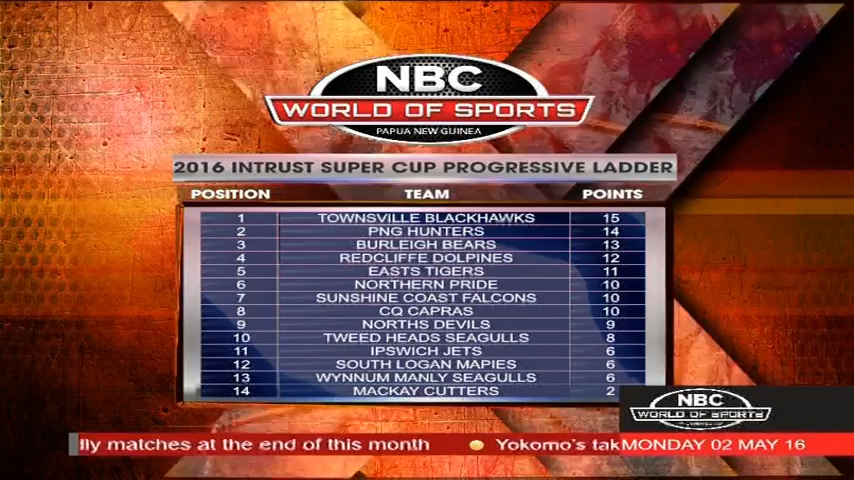 NBC
WORLD OF SPORTS
PAPUA NEW GUINEA
2016 INTRUST SUPER CUP PROGRESSIVE LADDER
POSITION TEAM POINTS
1 TOWNSVILLE BLACKHAWKS 15
2 PNG HUNTERS 14
3 BURLEIGH BEARS 13
4 REDCLIFFE DOLPINES 12
5 EASTS TIGERS 11
6 NORTHERN PRIDE 10
7 SUNSHINE COAST FALCONS 10
8 CQ CAPRAS 10
9 NORTHS DEVILS 9
10 TWEED HEADS SEAGULLS 8
11 IPSWICH JETS 6
12 SOUTH LOGAN MAPIES 6
13 WYNNUM MANLY SEAGULLS 6
14 MACKAY CUTTERS 2
NBC
WORLD OF SPORTS
lly matches at the end of this month Yokomo's tak MONDAY 02 MAY 16